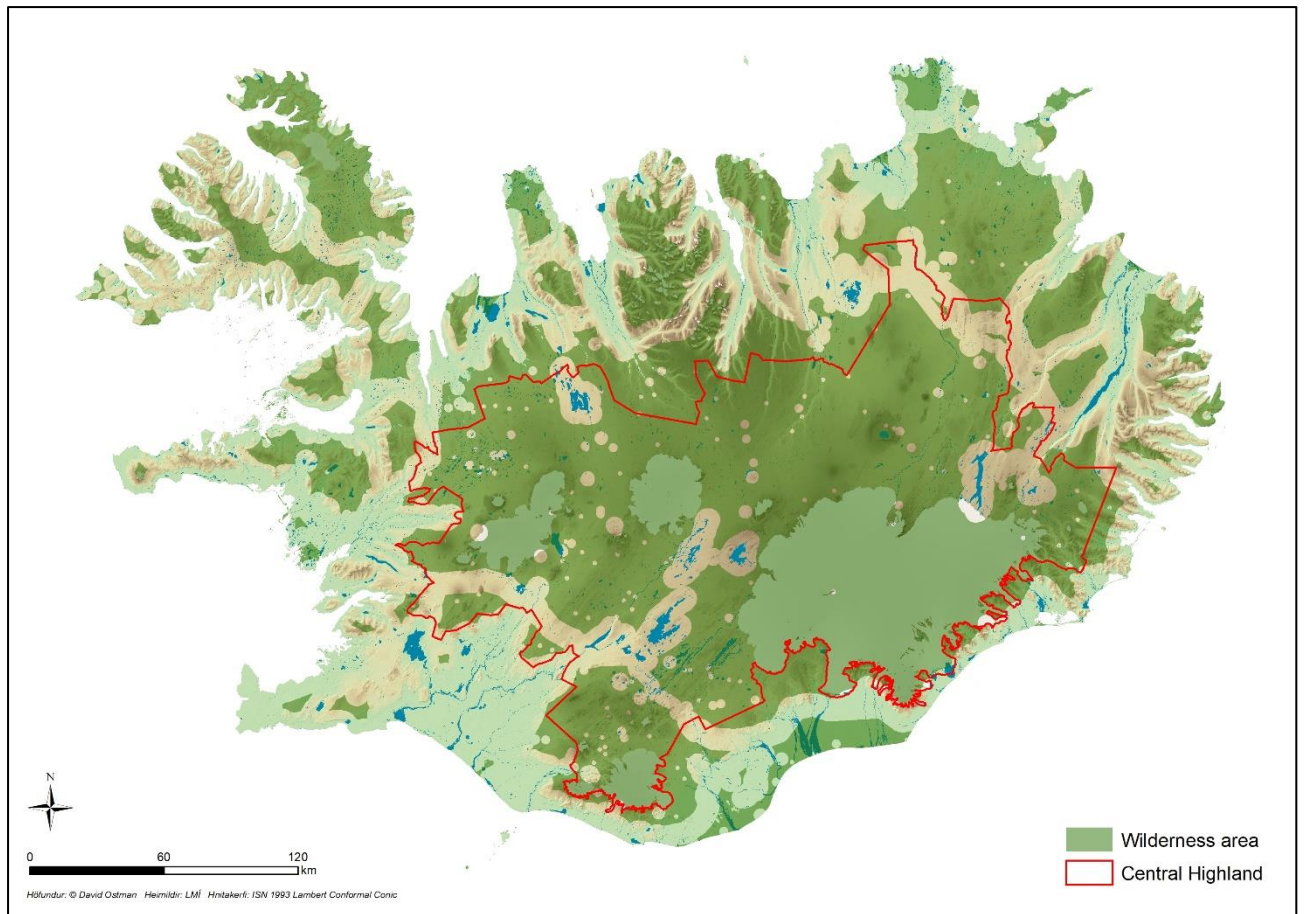 N
0 60 120
km
Höfundur: © David Ostman Heimildir: LMÍ Hnitakerfi: ISN 1993 Lambert Conformal Conic
Wilderness area
Central Highland